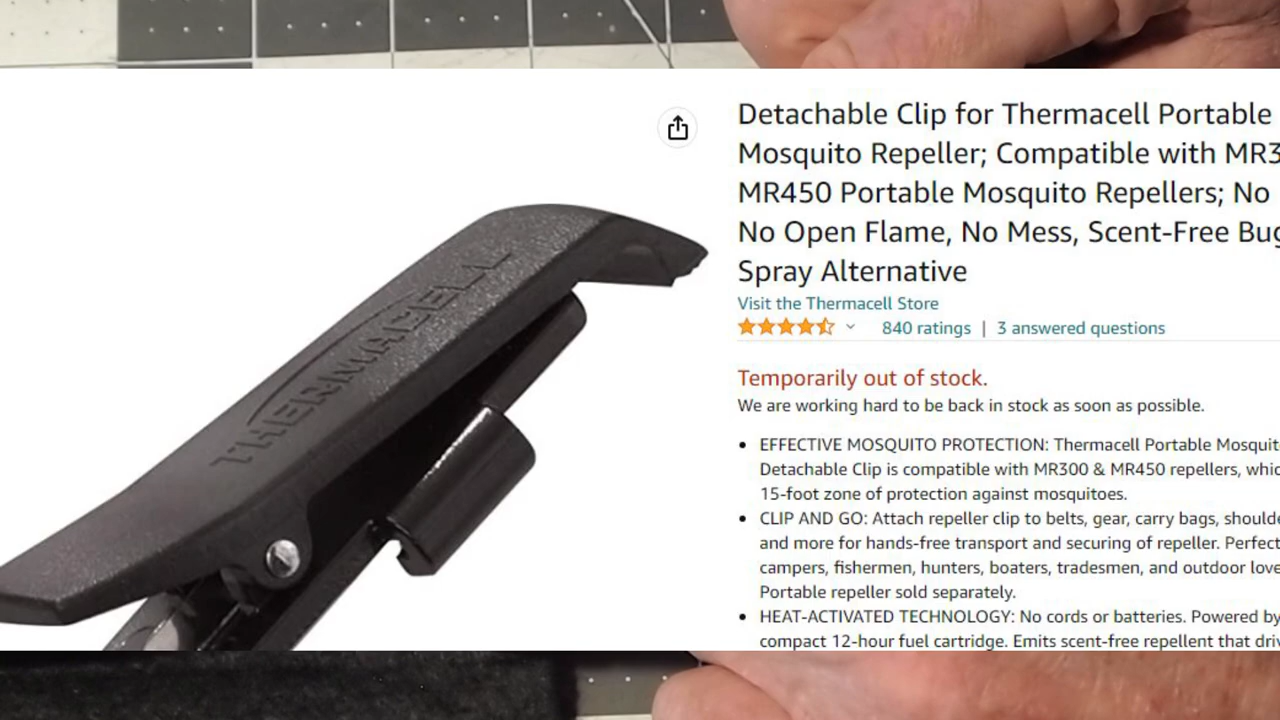 THERMACELL
Detachable Clip for Thermacell Portable
Mosquito Repeller; Compatible with
MR450 Portable Mosquito Repellers; No
No Open Flame, No Mess, Scent-Free
Spray Alternative
Visit the Thermacell Store
840 ratings | 3 answered questions
Temporarily out of stock.
We are working hard to be back in stock as soon as possible.
• EFFECTIVE MOSQUITO PROTECTION: Thermacell Portable
Detachable Clip is compatible with MR300 & MR450 repellers,
15-foot zone of protection against mosquitoes.
• CLIP AND GO: Attach repeller clip to belts, gear, carry bags,
and more for hands-free transport and securing of repeller.
campers, fishermen, hunters, boaters, tradesmen, and outdoor
Portable repeller sold separately.
• HEAT-ACTIVATED TECHNOLOGY: No cords or batteries. Powered by
compact 12-hour fuel cartridge. Emits scent-free repellent that